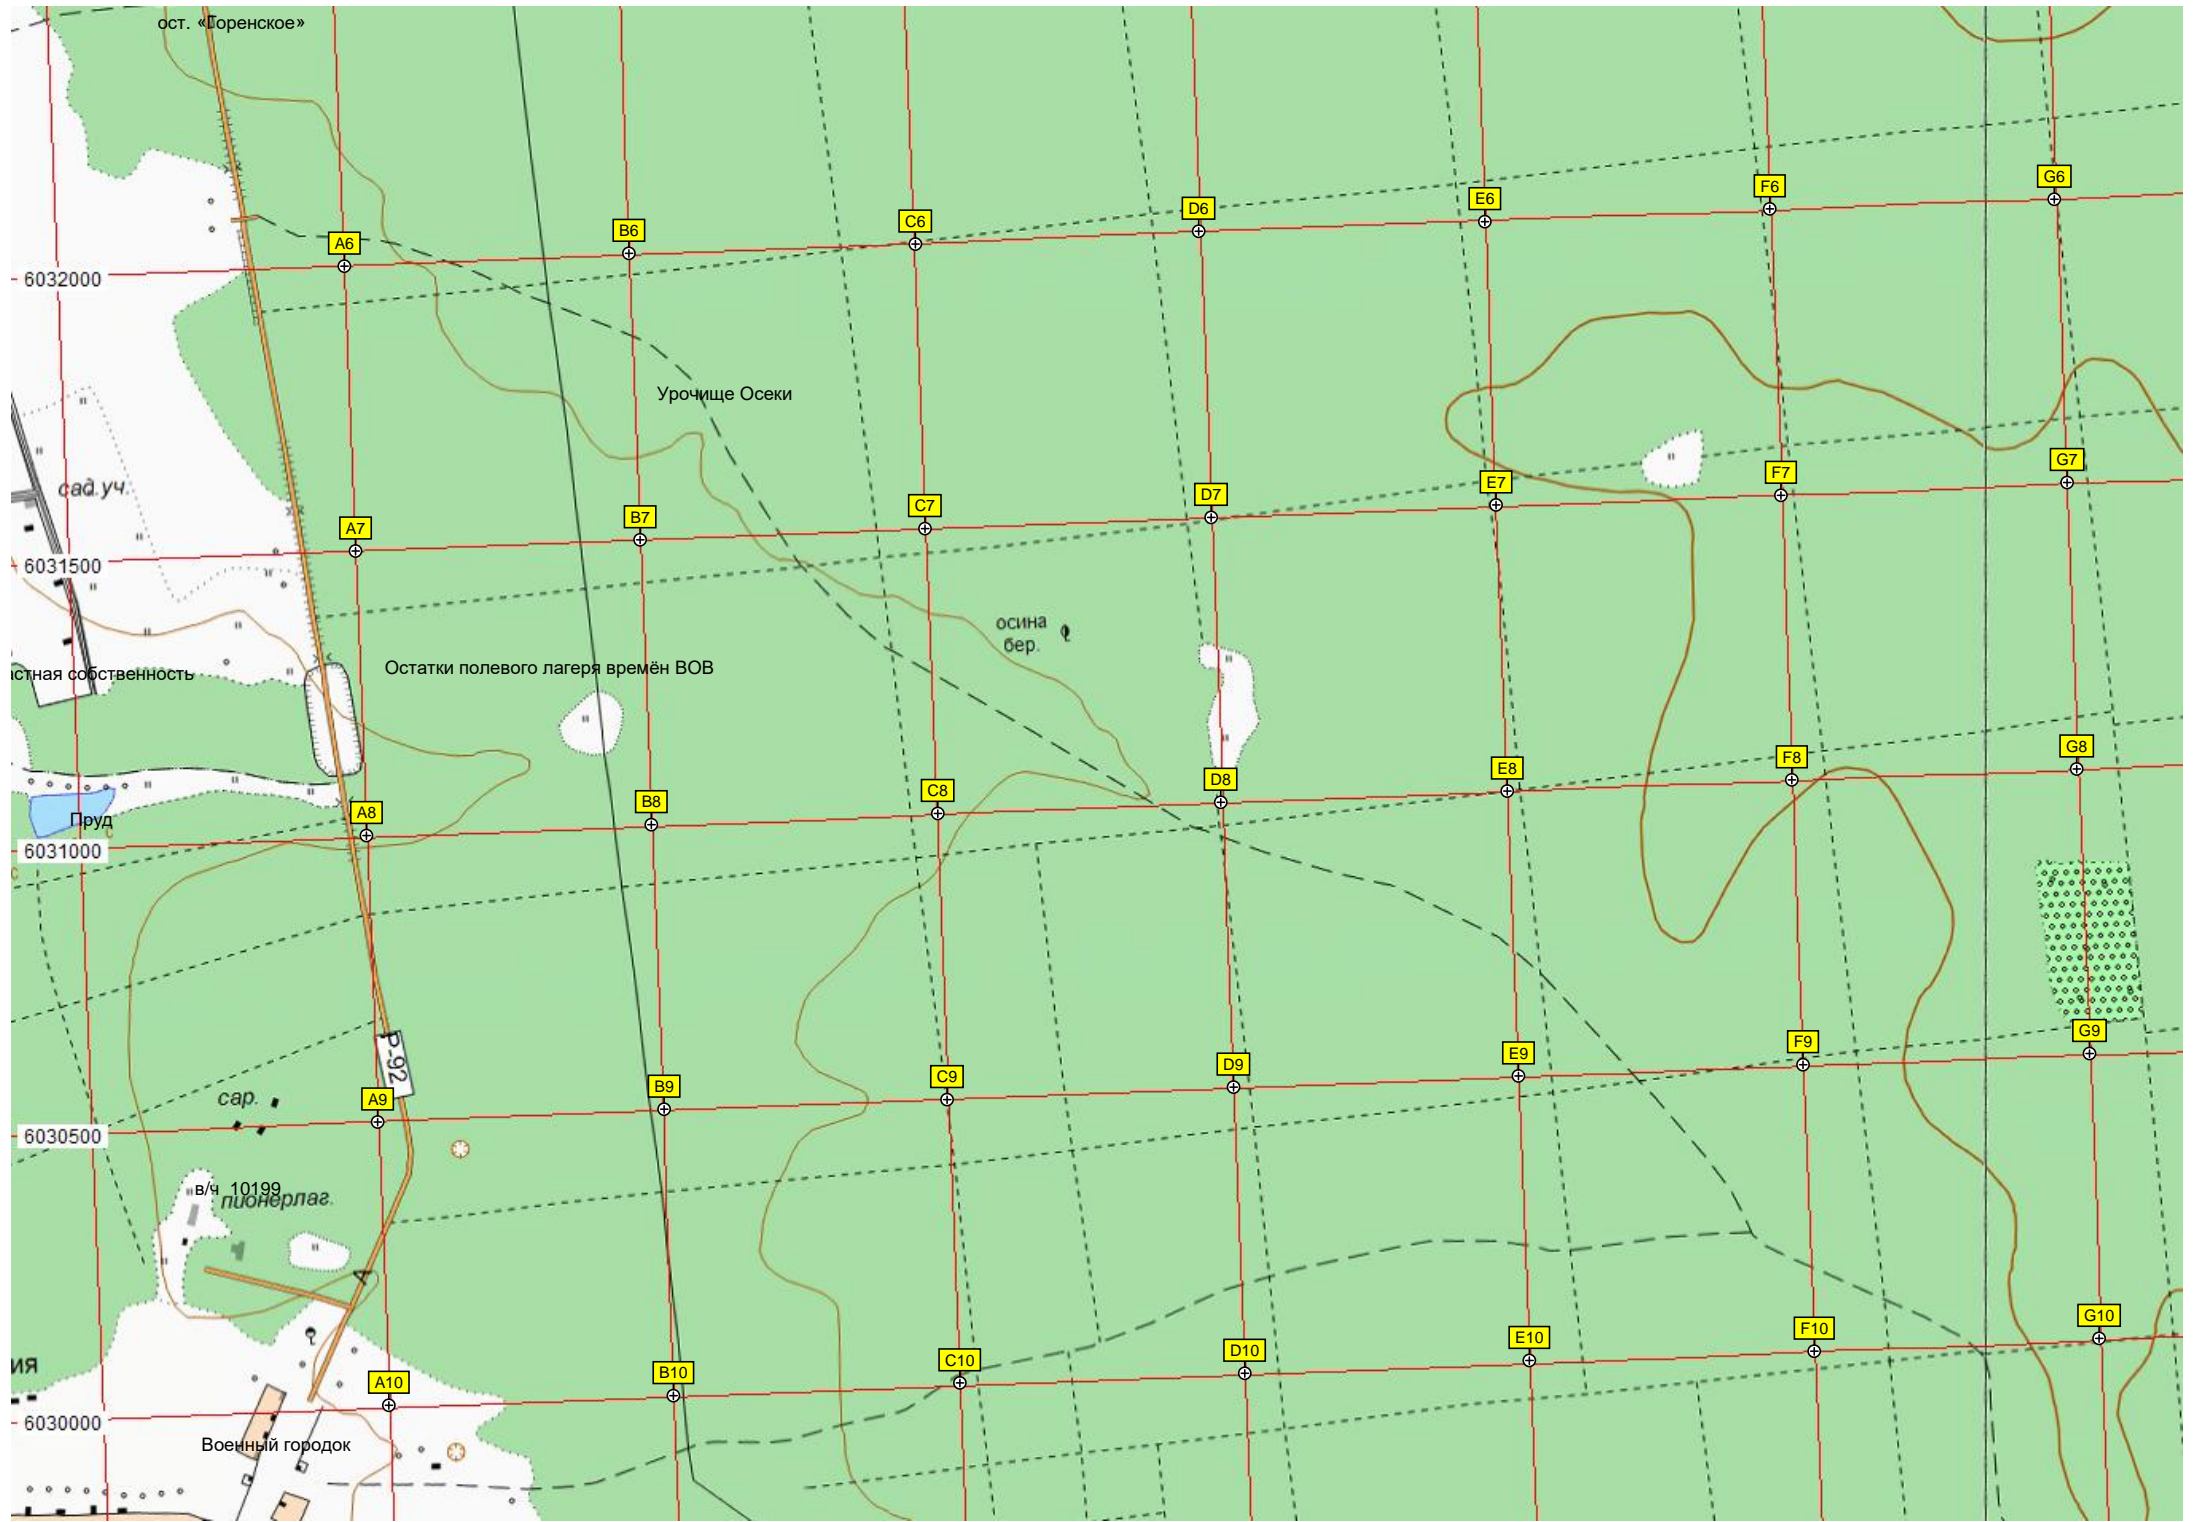 ост. «Горенское»
G6
F6
E6
D6
C6
B6
A6
6032000
Урочище Осеки
G7
F7
E7
D7
C7
B7
A7
сад.уч.
6031500
осина
бер.
Остатки полевого лагеря времён ВОВ
астная собственность
G8
F8
E8
D8
C8
B8
A8
Пруд
с
6031000
с
G9
F9
E9
D9
C9
B9
A9
Р-92
сар.
6030500
в/ч 10199
пионерлаг.
А
G10
F10
E10
D10
C10
B10
A10
ия
6030000
Военный городок